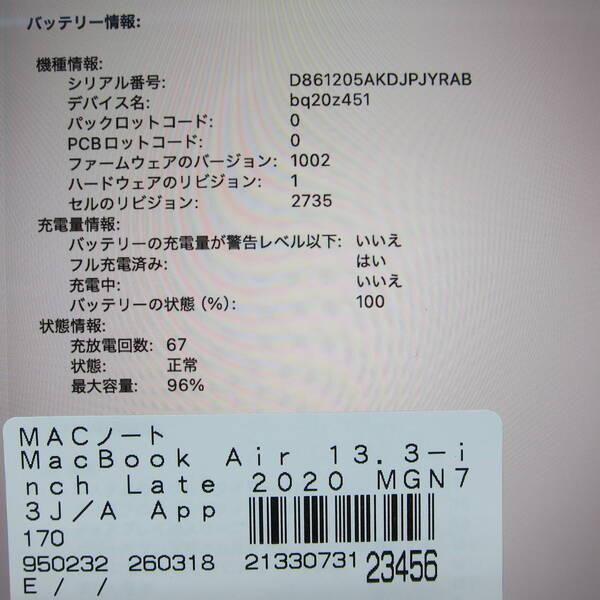 バッテリー情報:
機種情報:
シリアル番号: D861205AKDJPJYRAB
デバイス名: bq20z451
パックロットコード: 0
PCBロットコード: 0
ファームウェアのバージョン: 1002
ハードウェアのリビジョン: 1
セルのリビジョン: 2735
充電量情報:
バッテリーの充電量が警告レベル以下: いいえ
フル充電済み: はい
充電中: いいえ
バッテリーの状態 (%): 100
状態情報:
充放電回数: 67
状態: 正常
最大容量: 96%
MACノート
MacBook Air 13.3-i
nch Late 2020 MGN7
3J/A App
170
950232 260318 21330731 23456
E / /